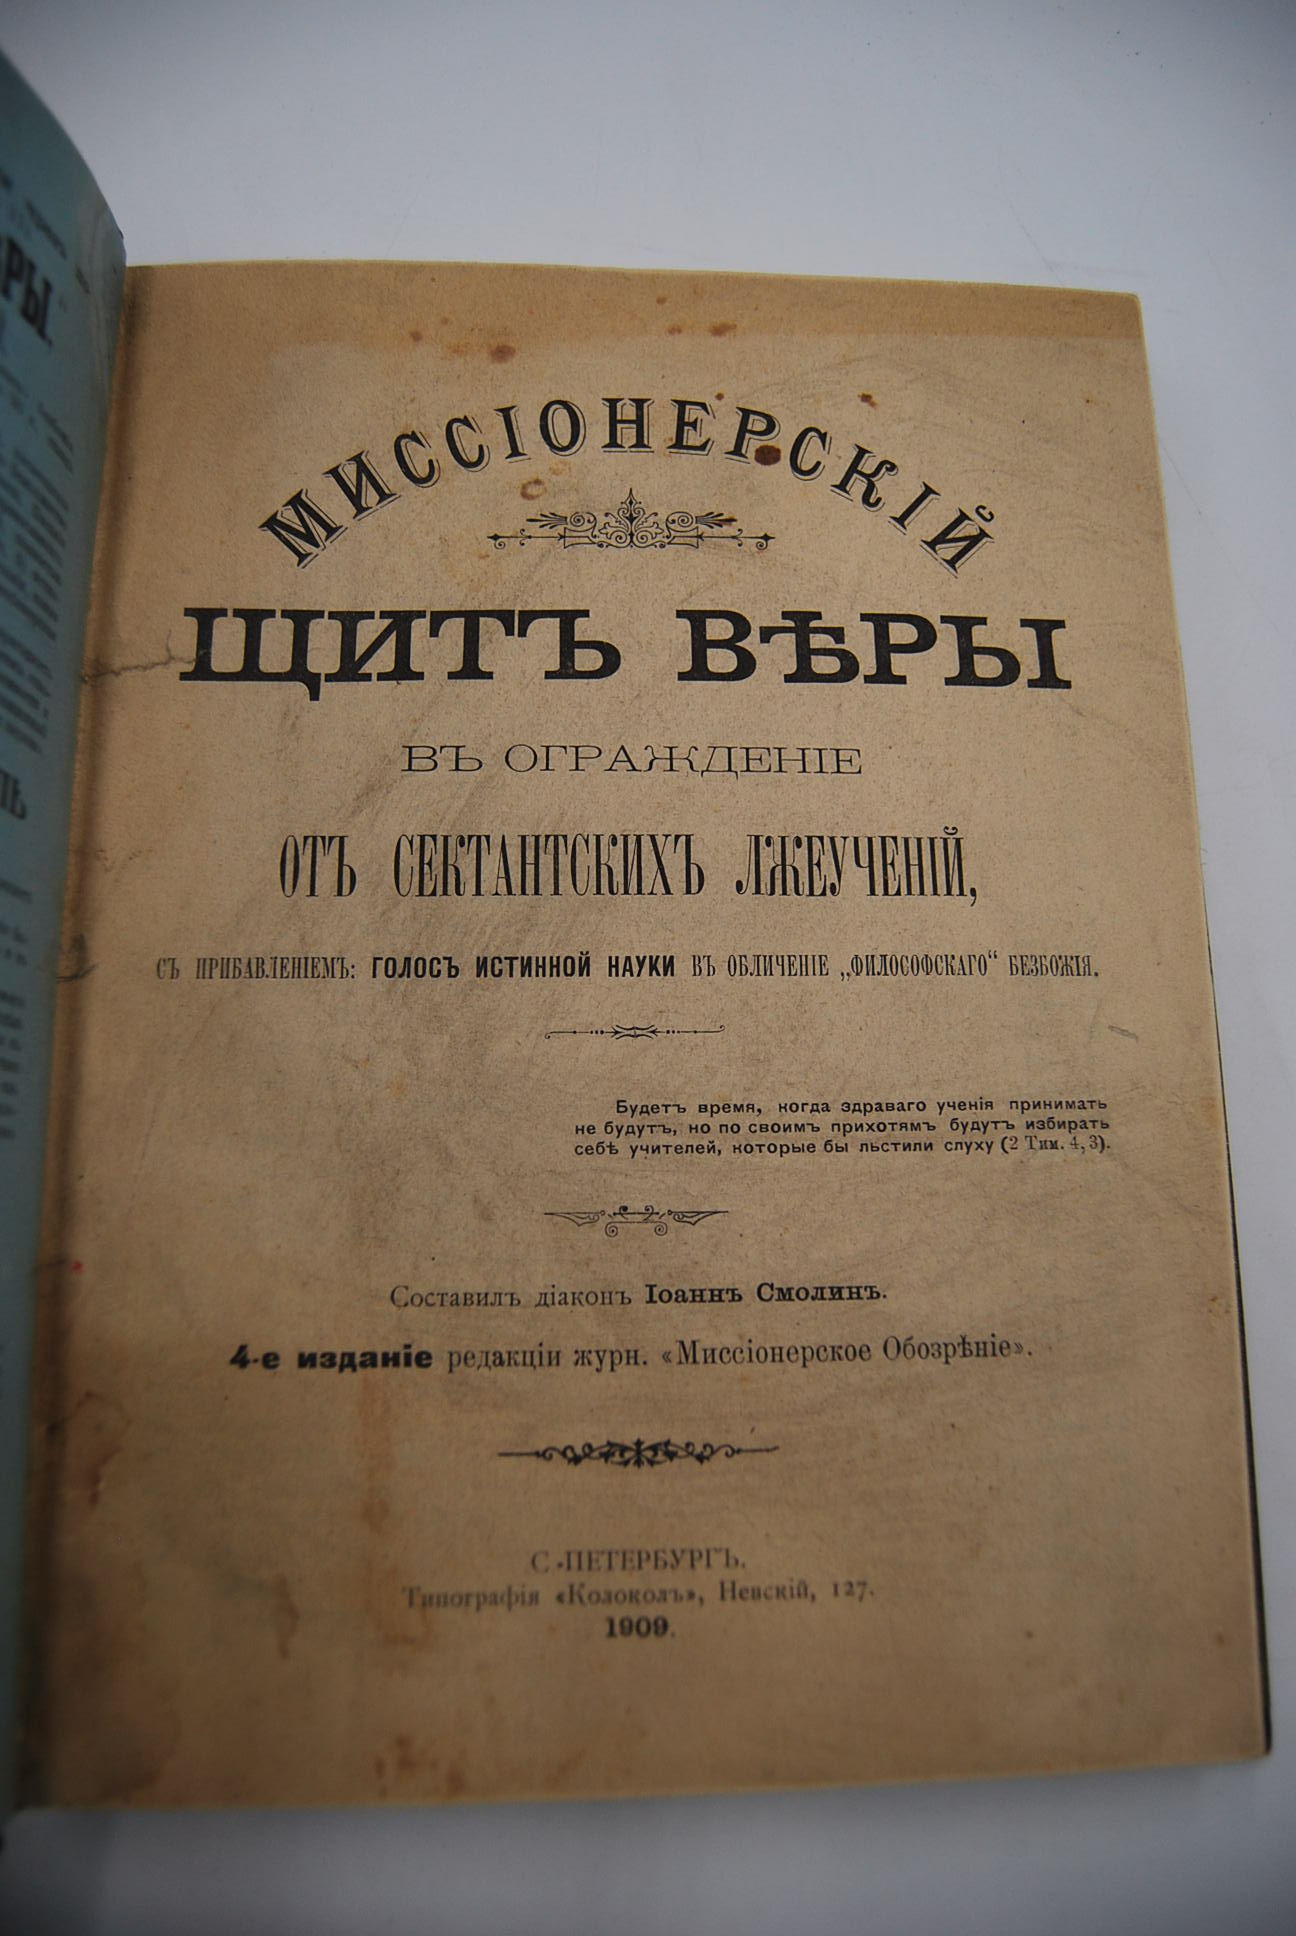 МИССІОНЕРСКІЙ
ЩИТЪ ВѢРЫ
ВЪ ОГРАЖДЕНІЕ
ОТЪ СЕКТАНТСКИХЪ ЛЖЕУЧЕНІЙ,
СЪ ПРИБАВЛЕНІЕМЪ: ГОЛОСЪ ИСТИННОЙ НАУКИ ВЪ ОБЛИЧЕНІЕ „ФИЛОСОФСКАГО“ БЕЗБОЖІЯ.
Будетъ время, когда здраваго ученія принимать
не будутъ, но по своимъ прихотямъ будутъ избирать
себѣ учителей, которые бы льстили слуху (2 Тим. 4, 3).
Составилъ діаконъ Іоаннъ Смолинъ.
4-е изданіе редакціи журн. «Миссіонерское Обозрѣніе».
С.-ПЕТЕРБУРГЪ.
Типографія «Колоколъ», Невскій, 127.
1909.